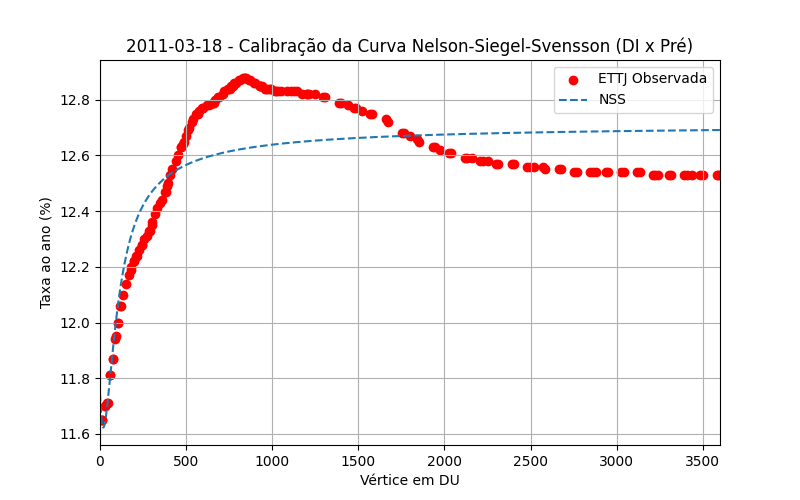 2011-03-18 - Calibração da Curva Nelson-Siegel-Svensson (DI x Pré)
ETTJ Observada
NSS
12.8
12.6
12.4
12.2
12.0
11.8
11.6
Taxa ao ano (%)
0 500 1000 1500 2000 2500 3000 3500
Vértice em DU